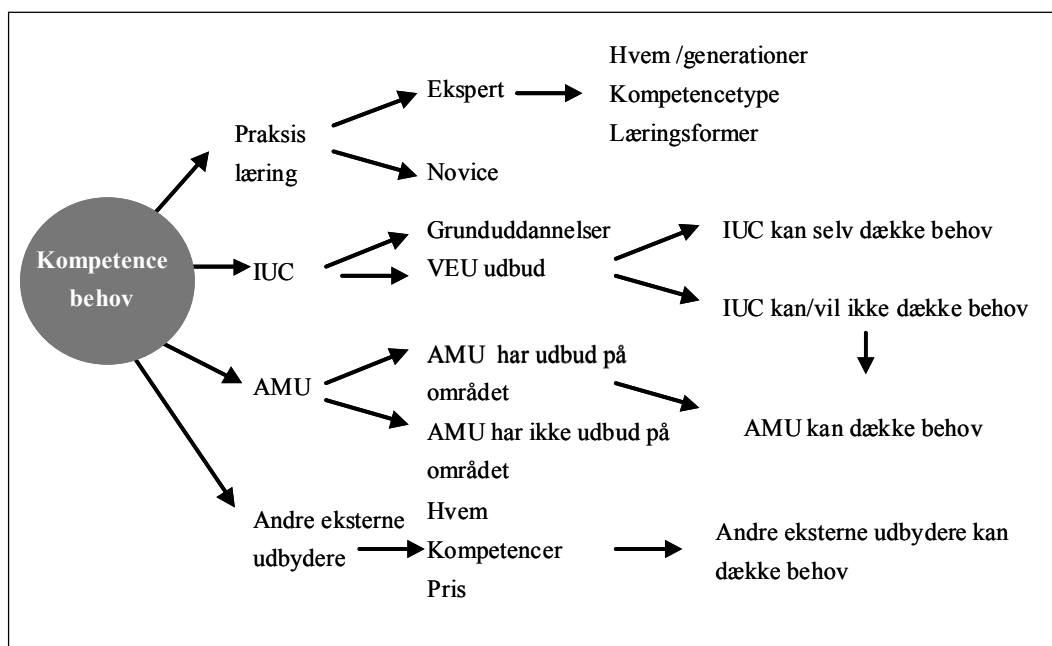 Kompetence
behov
Praksis
læring
Ekspert
Hvem /generationer
Kompetencetype
Læringsformer
Novice
IUC
Grunduddannelser
VEU udbud
IUC kan selv dække behov
IUC kan/vil ikke dække behov
AMU
AMU har udbud på
området
AMU har ikke udbud på
området
AMU kan dække behov
Andre eksterne
udbydere
Hvem
Kompetencer
Pris
Andre eksterne udbydere kan
dække behov